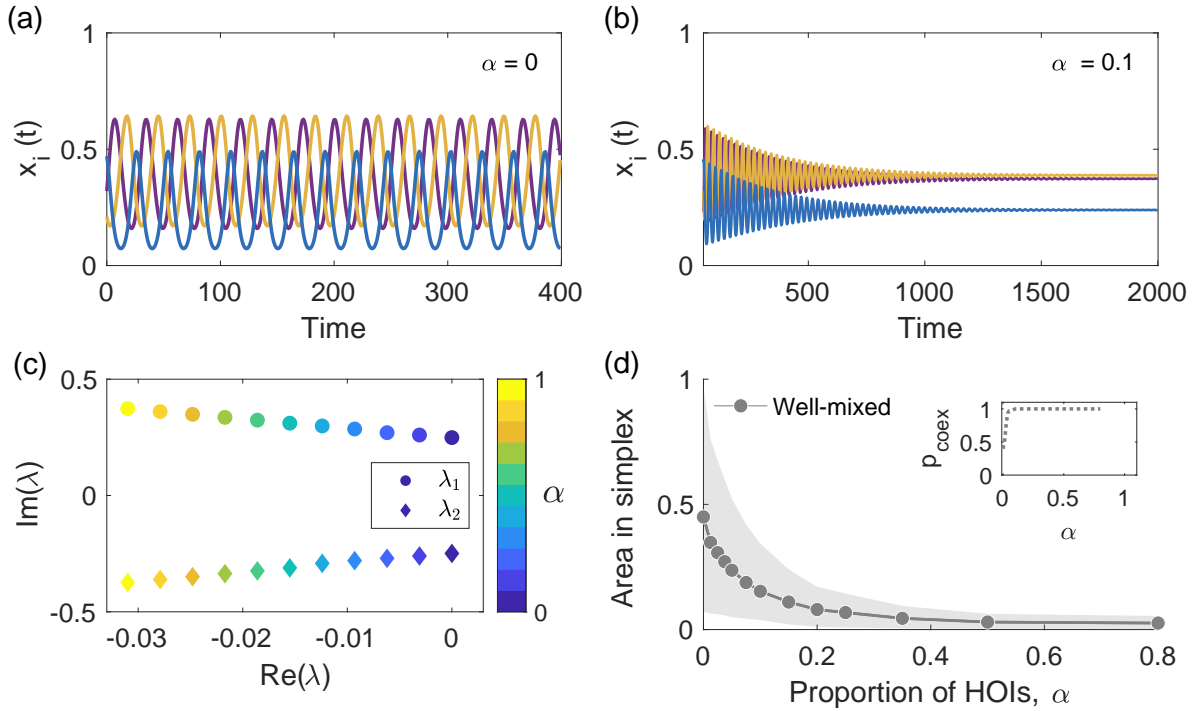 (a)
1
0.5
0
x_i (t)
α = 0
0
100
200
300
400
Time
(b)
1
0.5
0
x_i (t)
α = 0.1
500
1000
1500
2000
Time
(c)
0.5
0
-0.5
Im(λ)
-0.03
-0.02
-0.01
0
Re(λ)
λ_1
λ_2
1
0
α
(d)
1
0.5
0
Area in simplex
Well-mixed
0
0.2
0.4
0.6
0.8
Proportion of HOIs, α
1
0.5
0
p_coex
0
0.5
1
α